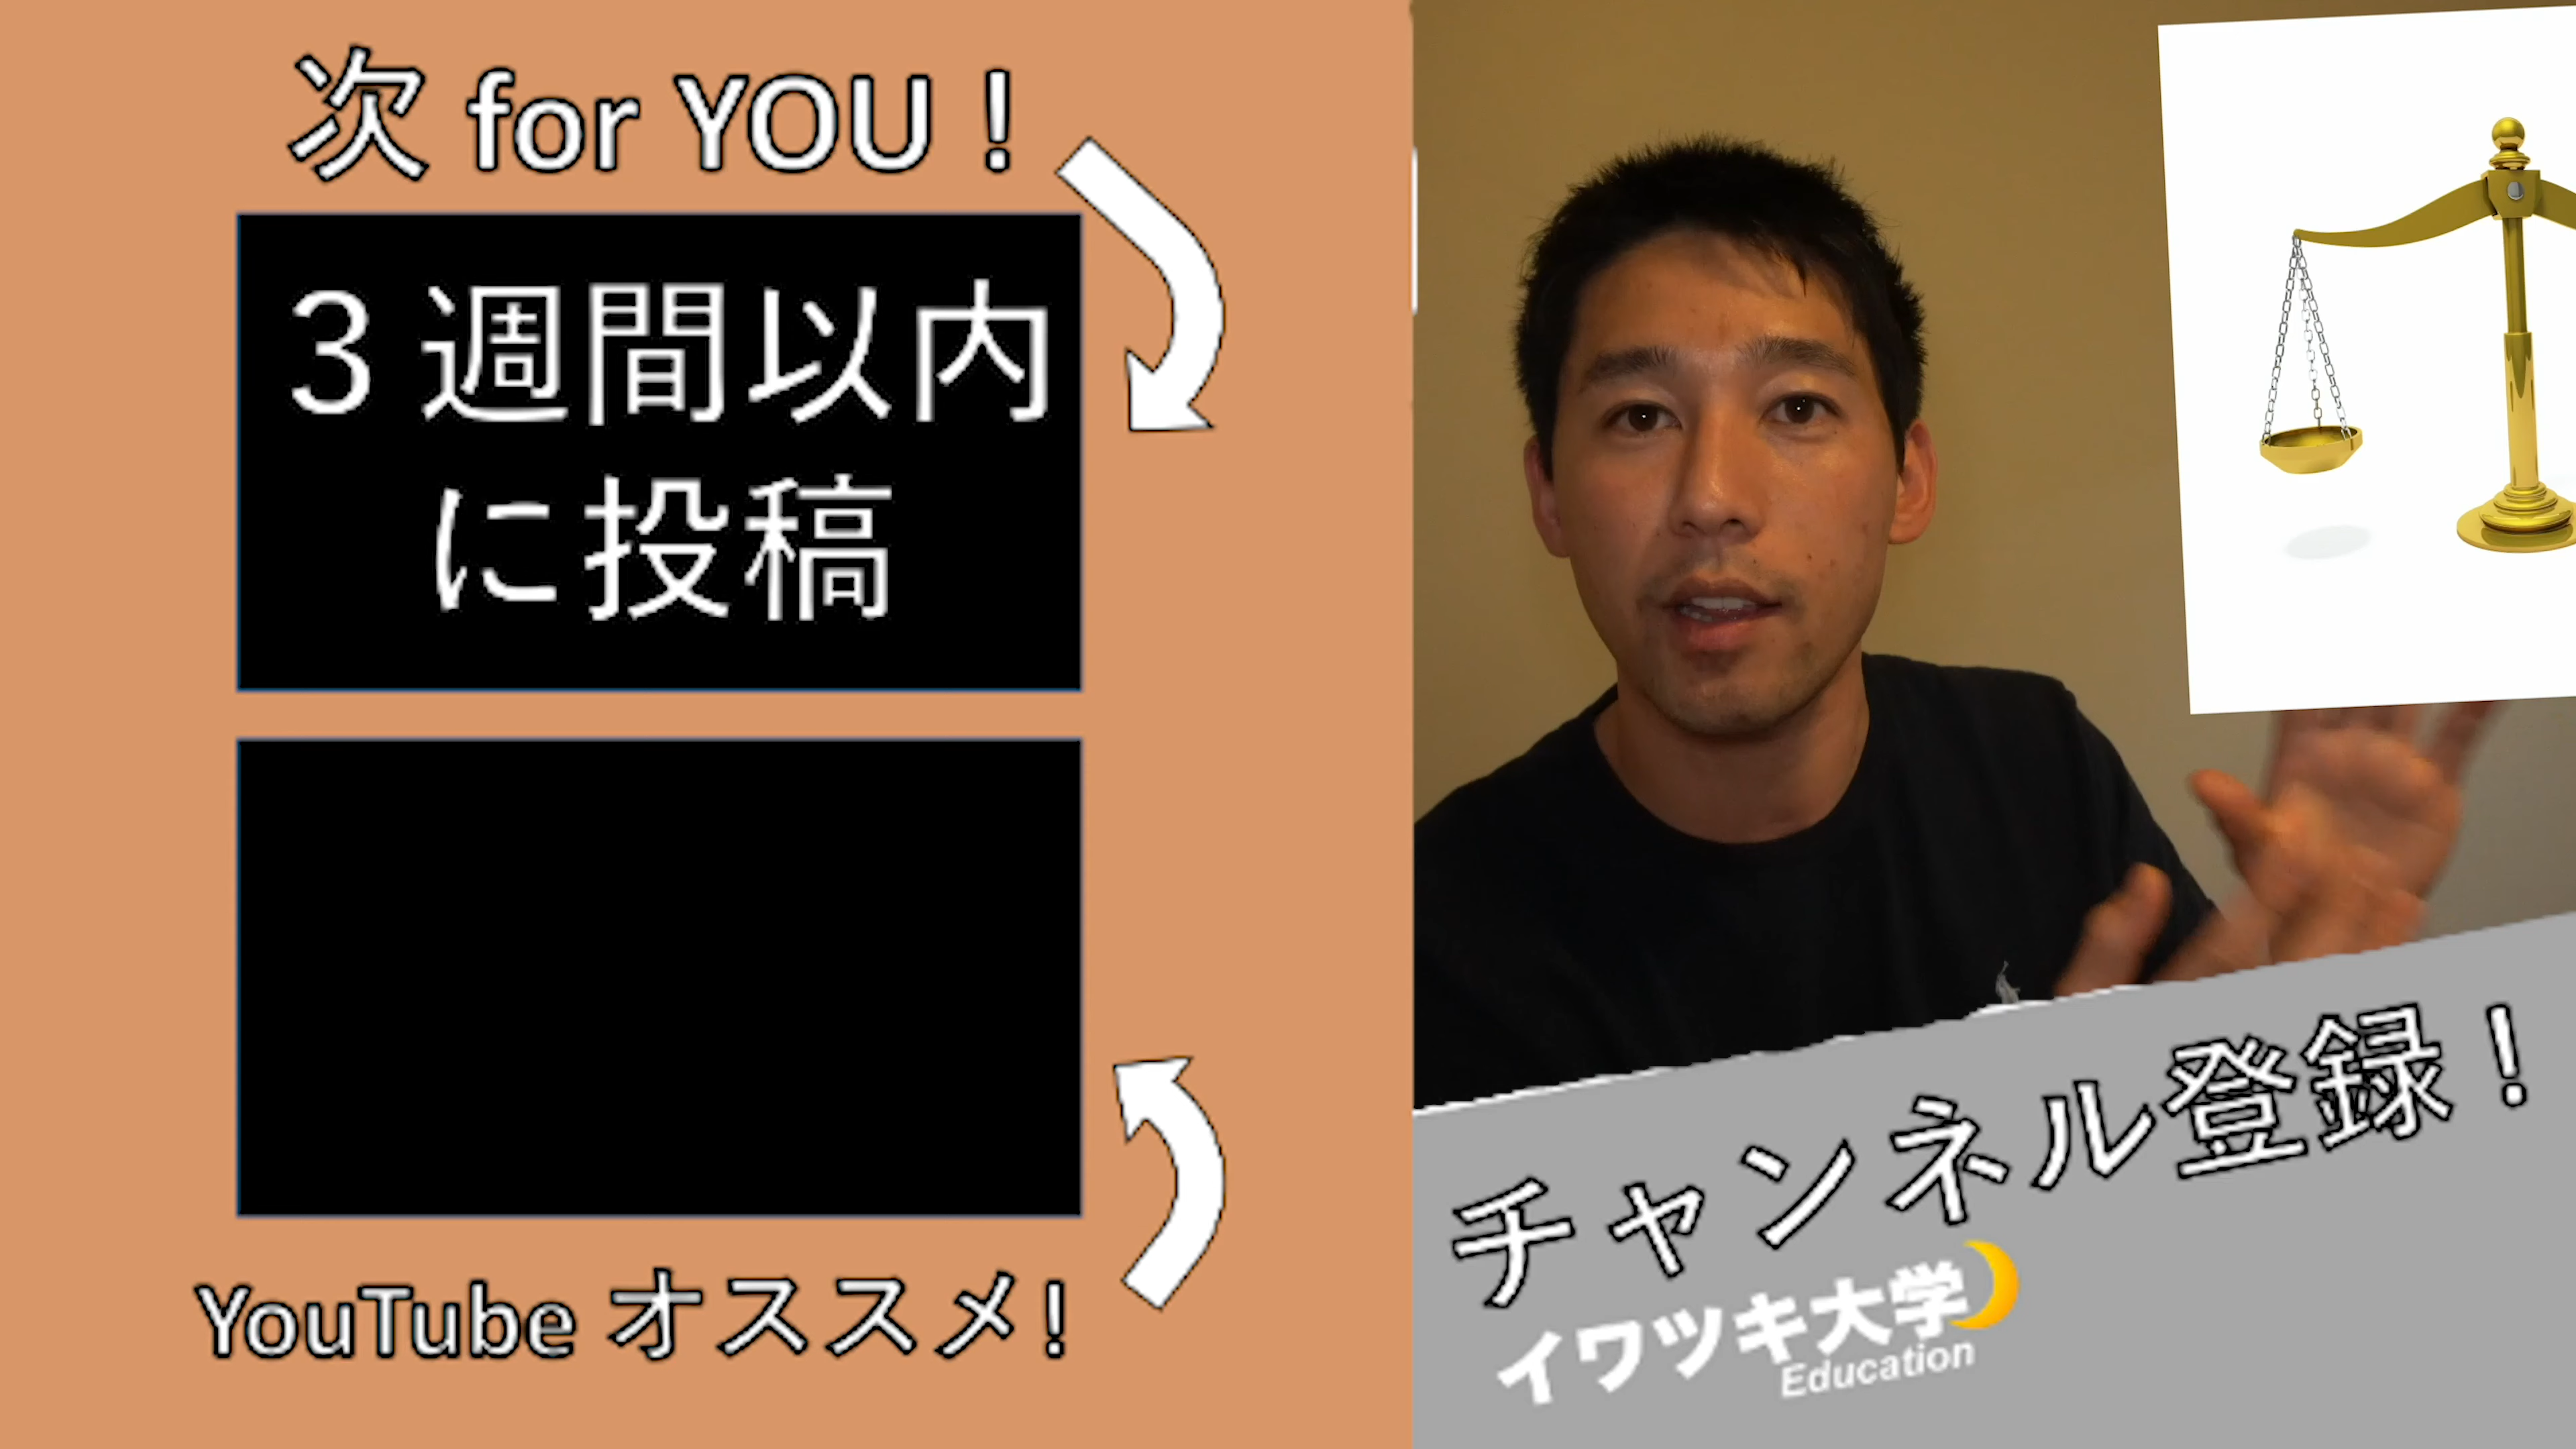 次 for YOU！
３週間以内
に投稿
YouTube オススメ!
チャンネル登録！
イワツキ大学
Education